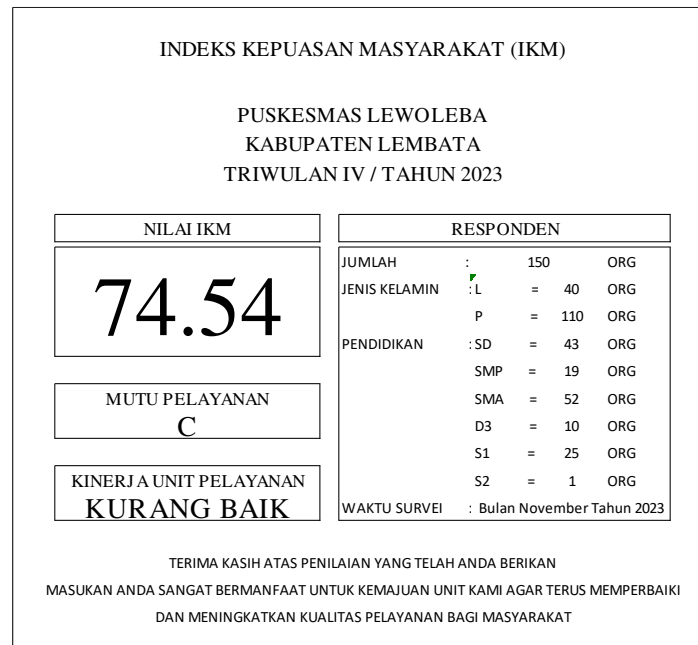 INDEKS KEPUASAN MASYARAKAT (IKM)
PUSKESMAS LEWOLEBA
KABUPATEN LEMBATA
TRIWULAN IV / TAHUN 2023
NILAI IKM
74.54
MUTU PELAYANAN
C
KINERJA UNIT PELAYANAN
KURANG BAIK
RESPONDEN
JUMLAH : 150 ORG
JENIS KELAMIN : L = 40 ORG
P = 110 ORG
PENDIDIKAN : SD = 43 ORG
SMP = 19 ORG
SMA = 52 ORG
D3 = 10 ORG
S1 = 25 ORG
S2 = 1 ORG
WAKTU SURVEI : Bulan November Tahun 2023
TERIMA KASIH ATAS PENILAIAN YANG TELAH ANDA BERIKAN
MASUKAN ANDA SANGAT BERMANFAAT UNTUK KEMAJUAN UNIT KAMI AGAR TERUS MEMPERBAIKI
DAN MENINGKATKAN KUALITAS PELAYANAN BAGI MASYARAKAT